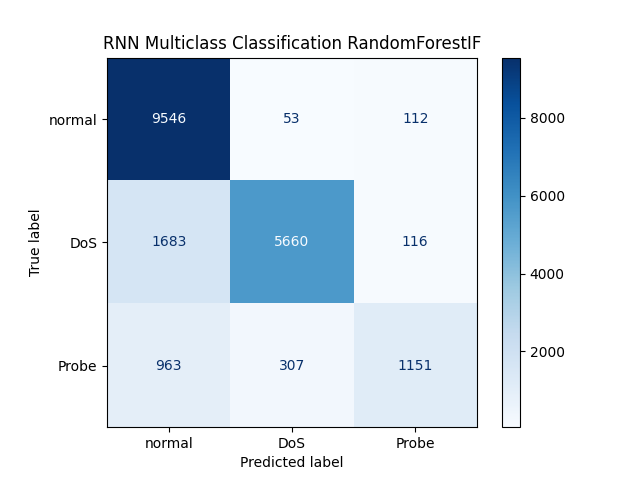 RNN Multiclass Classification RandomForestIF
normal 9546 53 112
DoS 1683 5660 116
Probe 963 307 1151
normal DoS Probe
Predicted label
True label
8000
6000
4000
2000